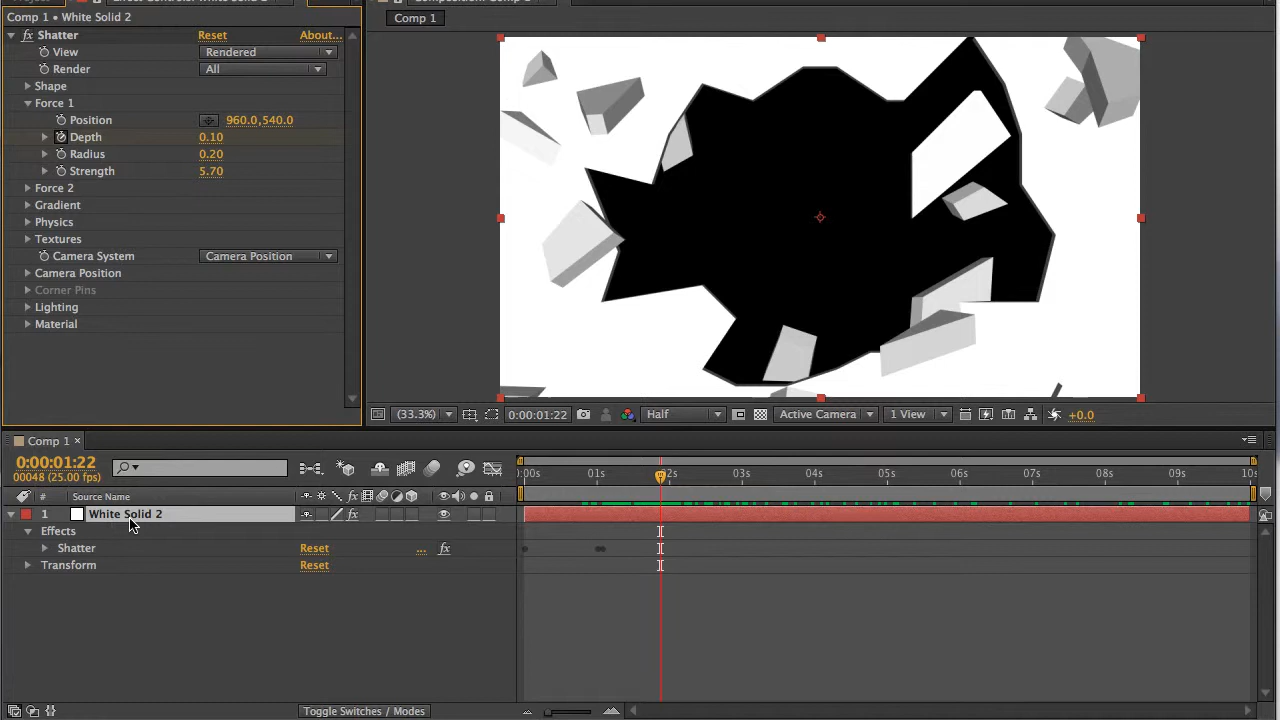 Comp 1 • White Solid 2
fx Shatter Reset About...
View Rendered
Render All
Shape
Force 1
Position 960.0,540.0
Depth 0.10
Radius 0.20
Strength 5.70
Force 2
Gradient
Physics
Textures
Camera System Camera Position
Camera Position
Corner Pins
Lighting
Material
Comp 1
(33.3%) 0:00:01:22 Half Active Camera 1 View +0.0
Comp 1 ×
0:00:01:22
00048 (25.00 fps)
:00s 01s 2s 03s 04s 05s 06s 07s 08s 09s 10s
# Source Name
1 White Solid 2
Effects
Shatter Reset ... fx
Transform Reset
Toggle Switches / Modes